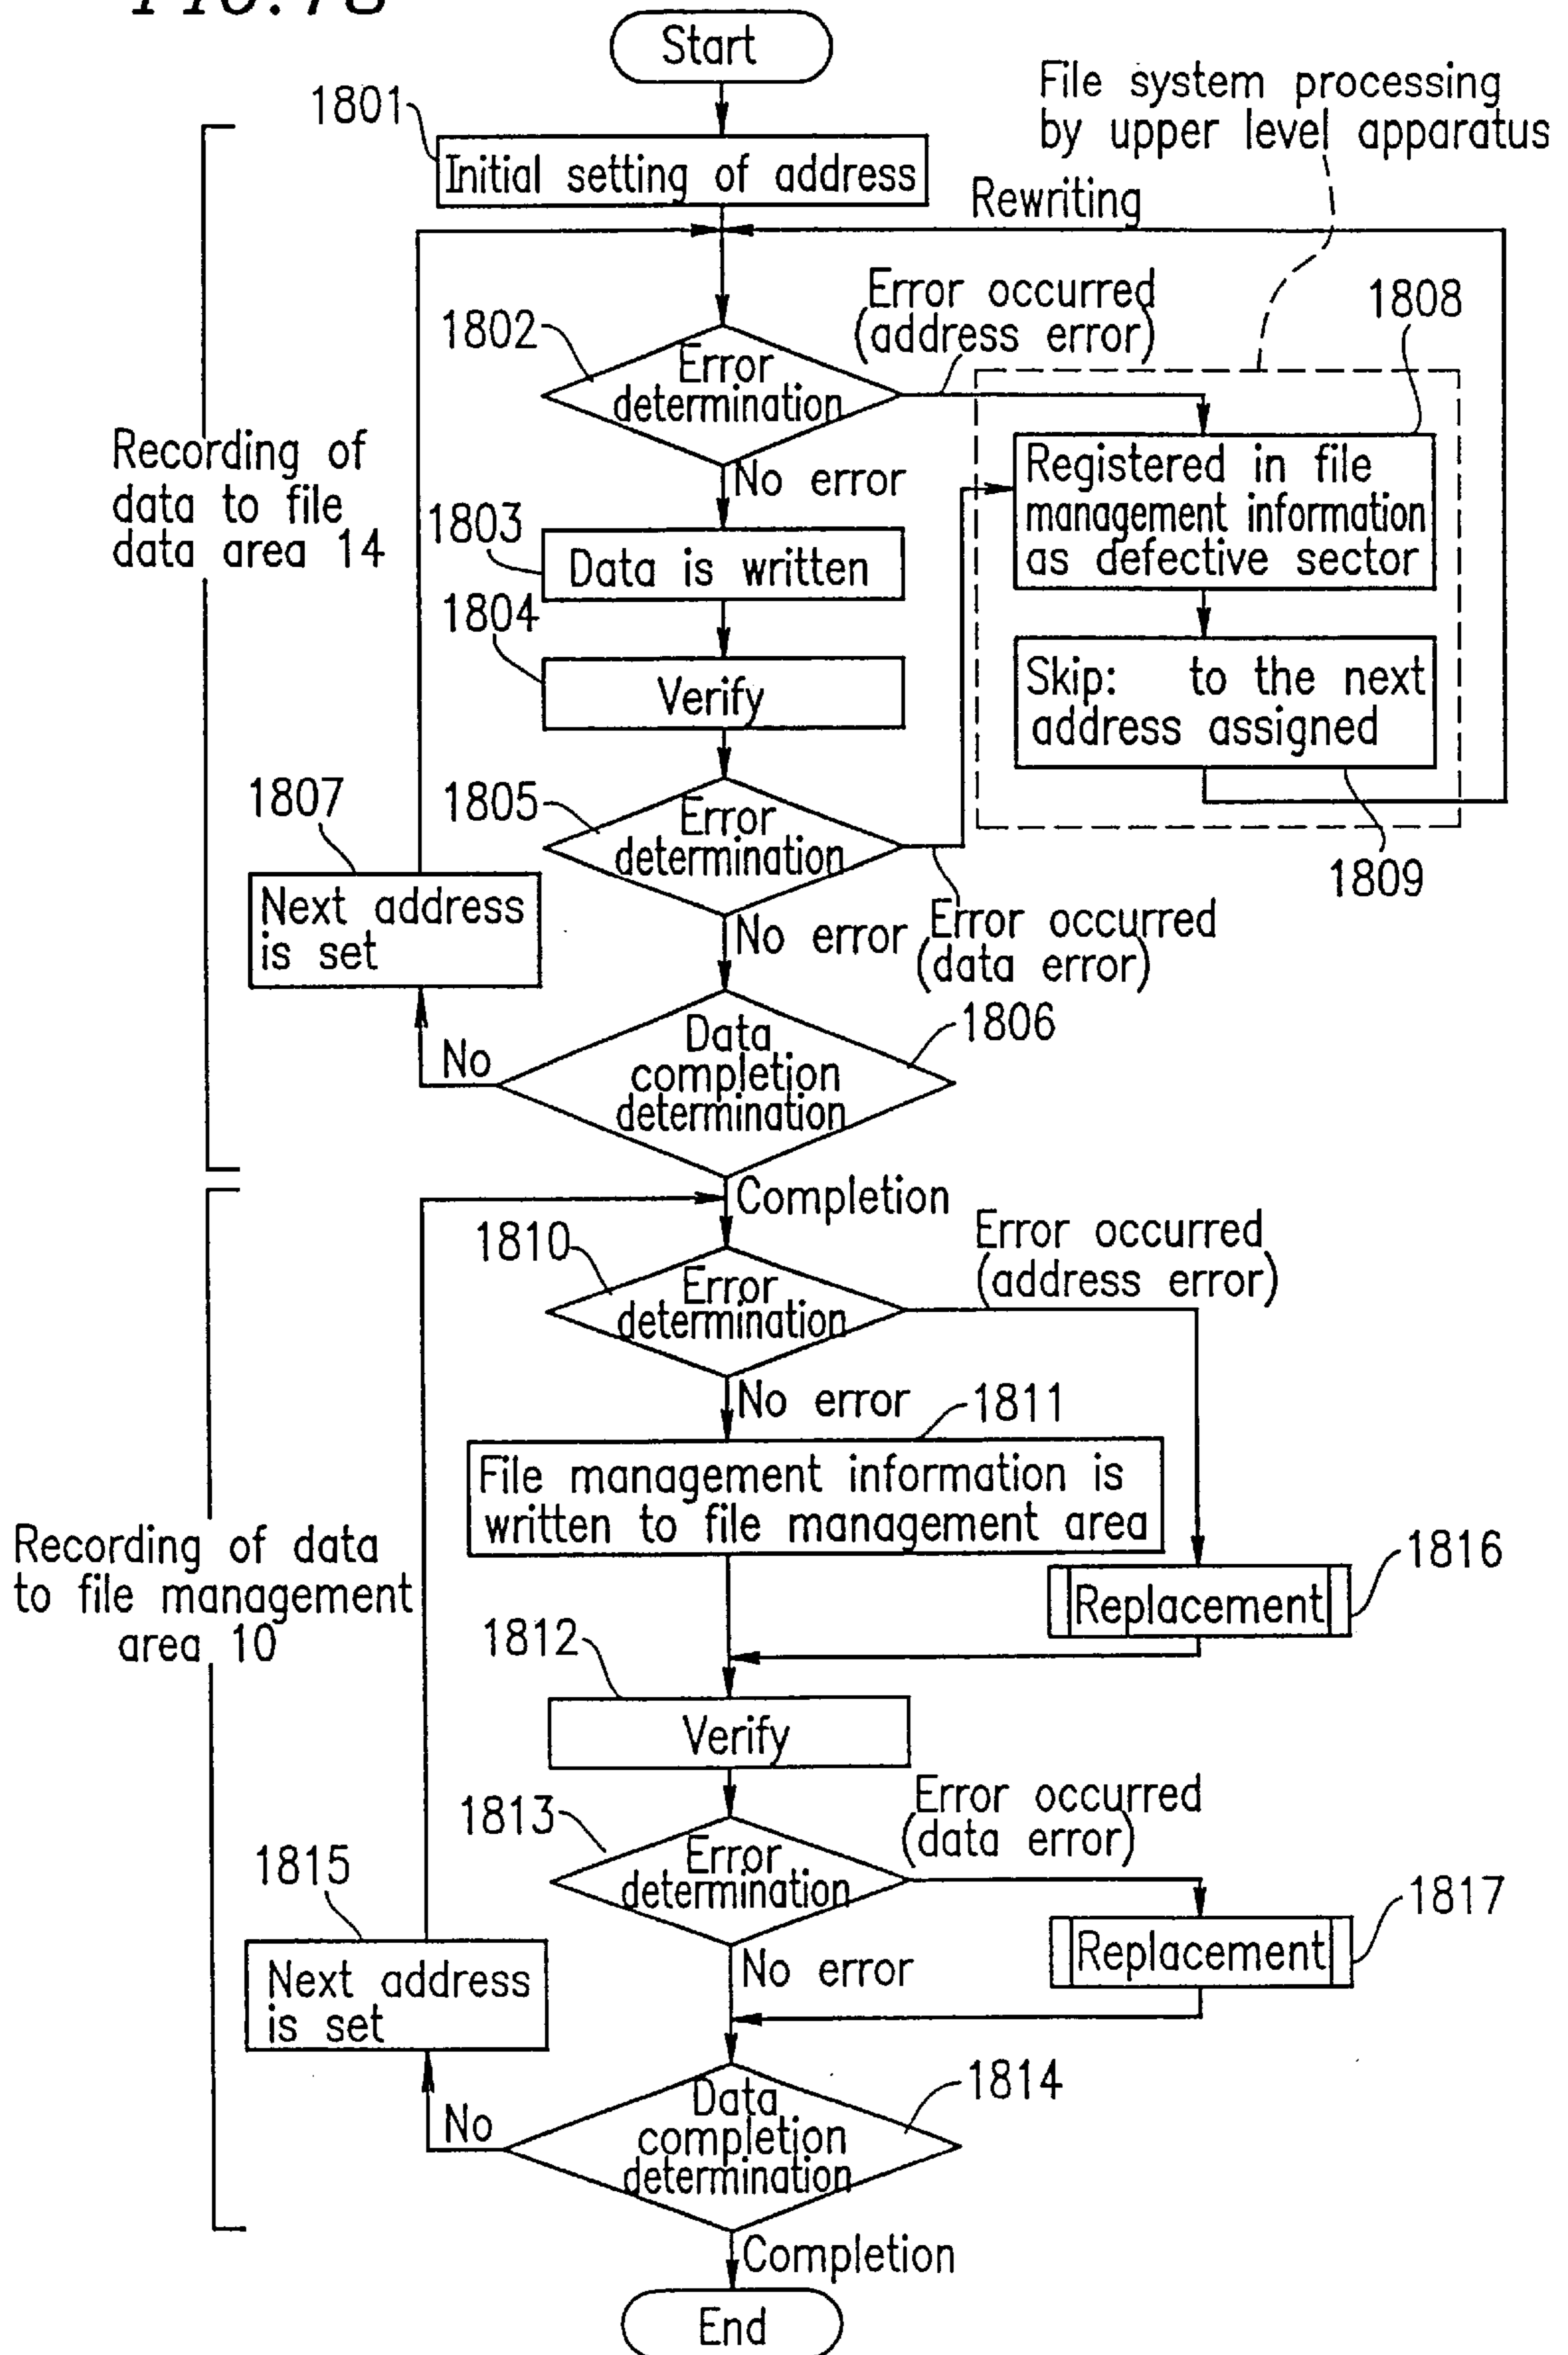 Start
File system processing
by upper level apparatus
1801
Initial setting of address
Rewriting
Error occurred
(address error)
1808
1802
Error
determination
Recording of
data to file
data area 14
No error
Registered in file
management information
as defective sector
1803
Data is written
1804
Verify
Skip: to the next
address assigned
1807
1805
Error
determination
1809
Next address
is set
No error
Error occurred
(data error)
1806
Data
completion
determination
No
Completion
1810
Error occurred
(address error)
Error
determination
No error
1811
File management information is
written to file management area
Recording of data
to file management
area 10
1816
Replacement
1812
Verify
Error occurred
(data error)
1813
Error
determination
1815
1817
Replacement
Next address
is set
No error
1814
Data
completion
determination
No
Completion
End